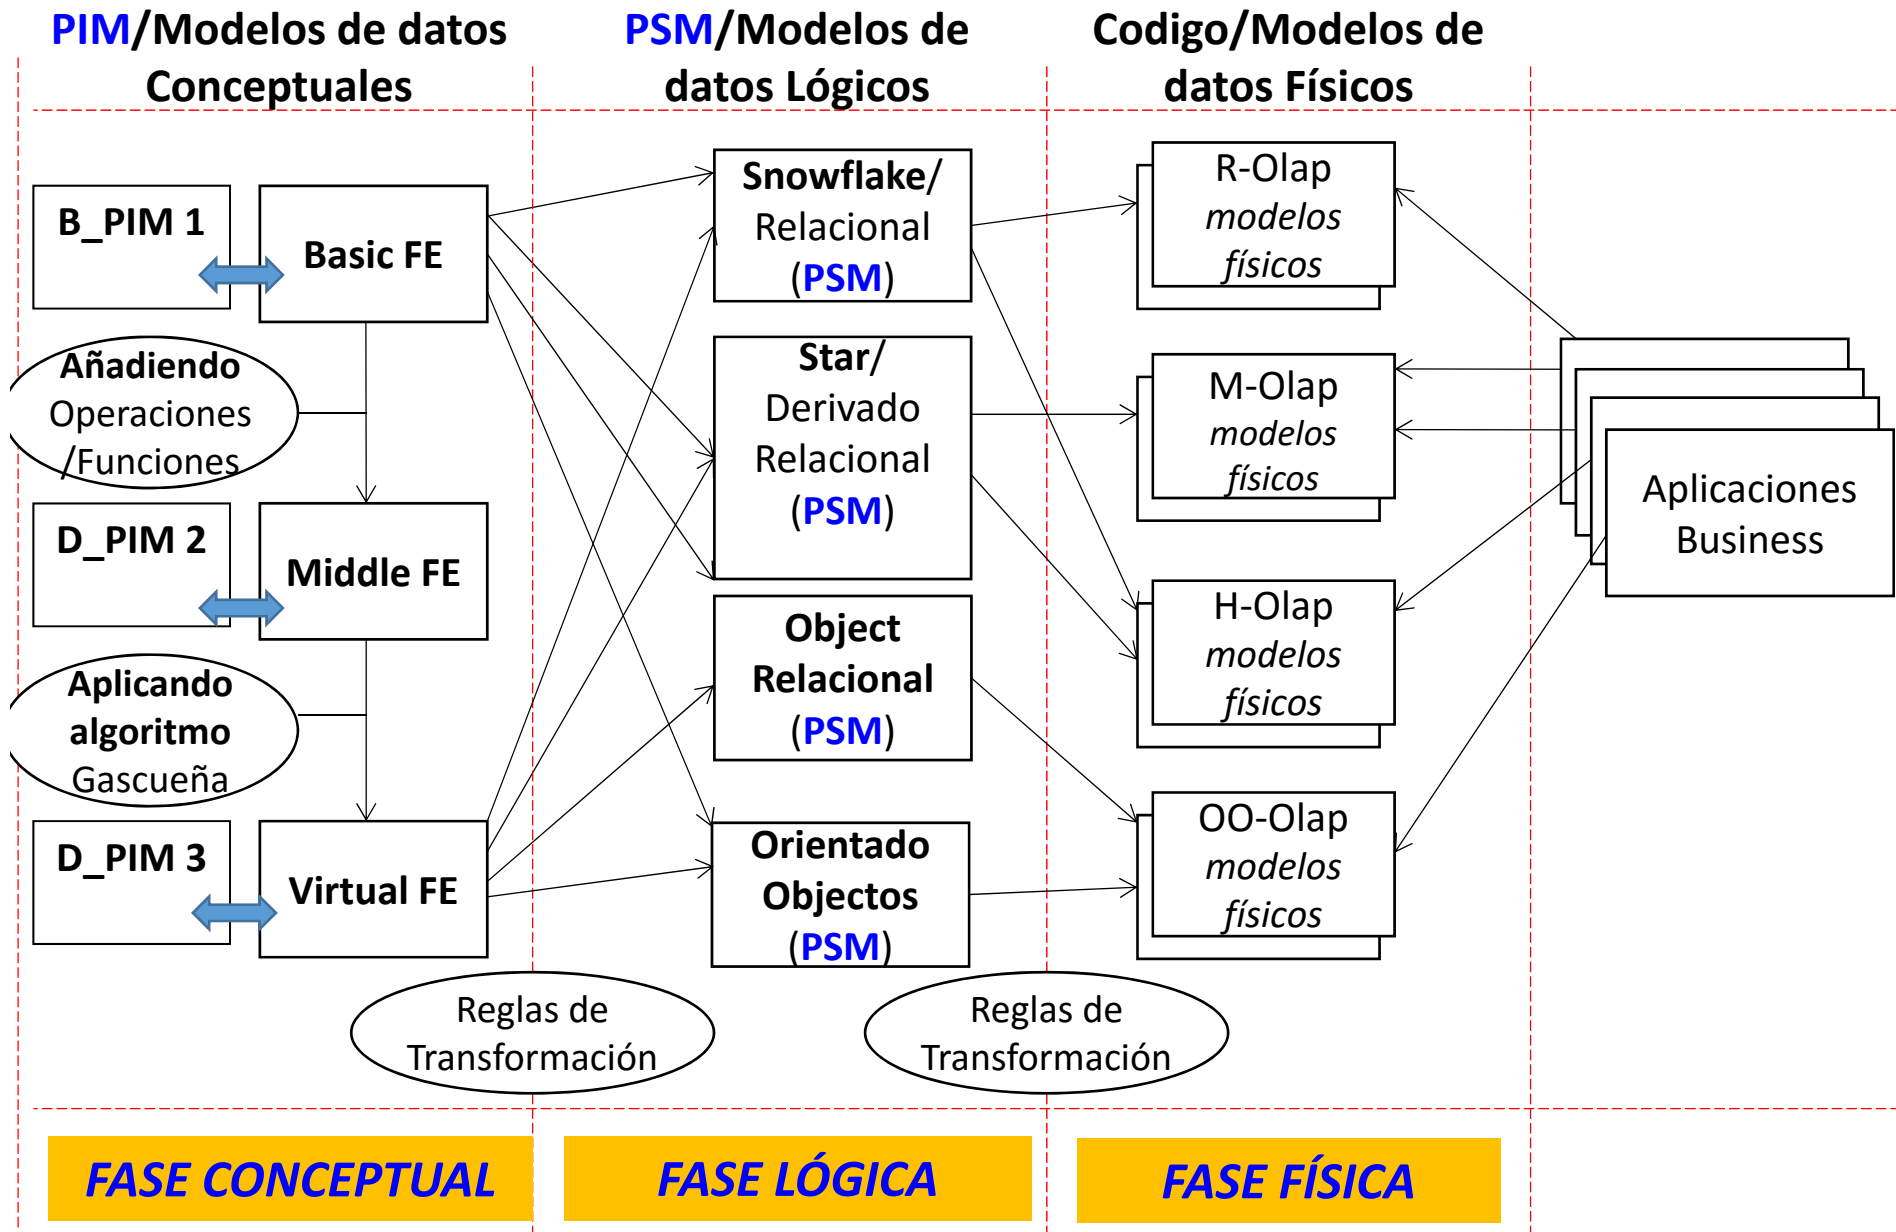 PIM/Modelos de datos
Conceptuales
PSM/Modelos de
datos Lógicos
Codigo/Modelos de
datos Físicos
B_PIM 1
Basic FE
Añadiendo
Operaciones
/Funciones
D_PIM 2
Middle FE
Aplicando
algoritmo
Gascueña
D_PIM 3
Virtual FE
Snowflake/
Relacional
(PSM)
Star/
Derivado
Relacional
(PSM)
Object
Relacional
(PSM)
Orientado
Objectos
(PSM)
R-Olap
modelos
físicos
M-Olap
modelos
físicos
H-Olap
modelos
físicos
OO-Olap
modelos
físicos
Aplicaciones
Business
Reglas de
Transformación
Reglas de
Transformación
FASE CONCEPTUAL
FASE LÓGICA
FASE FÍSICA